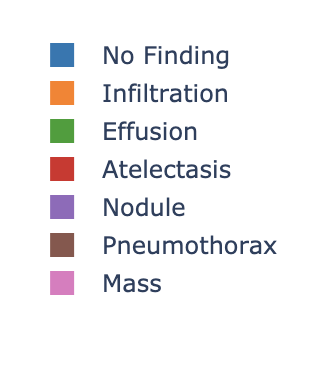 No Finding
Infiltration
Effusion
Atelectasis
Nodule
Pneumothorax
Mass